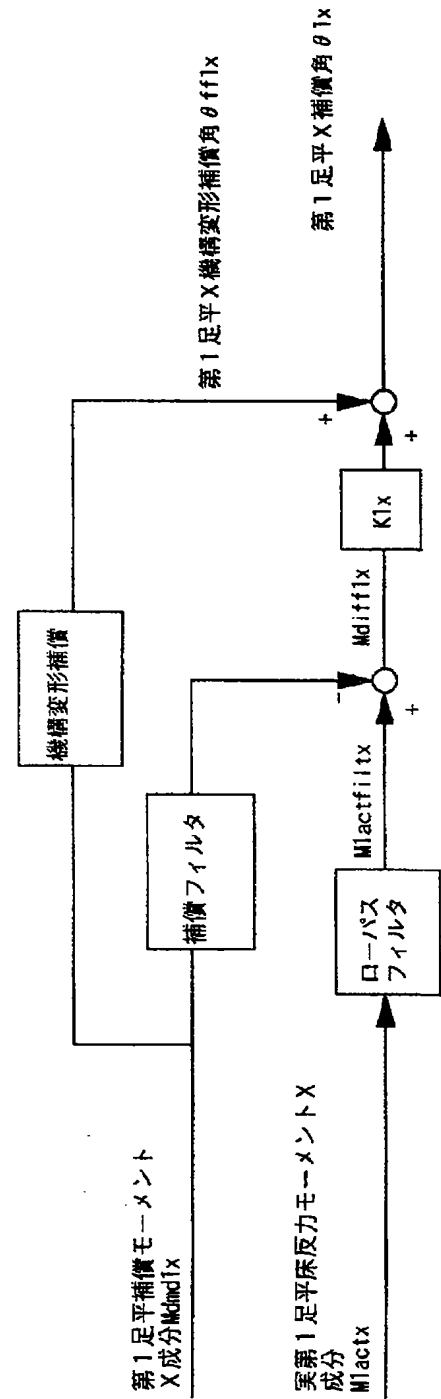 第1足平補償モーメント
X成分Mdmd1x
実第1足平床反力モーメントX
成分
M1actx
機構変形補償
補償フィルタ
ローパス
フィルタ
M1actfiltx
Mdiff1x
K1x
第1足平X機構変形補償角θff1x
第1足平X補償角θ1x
-
+
+
+